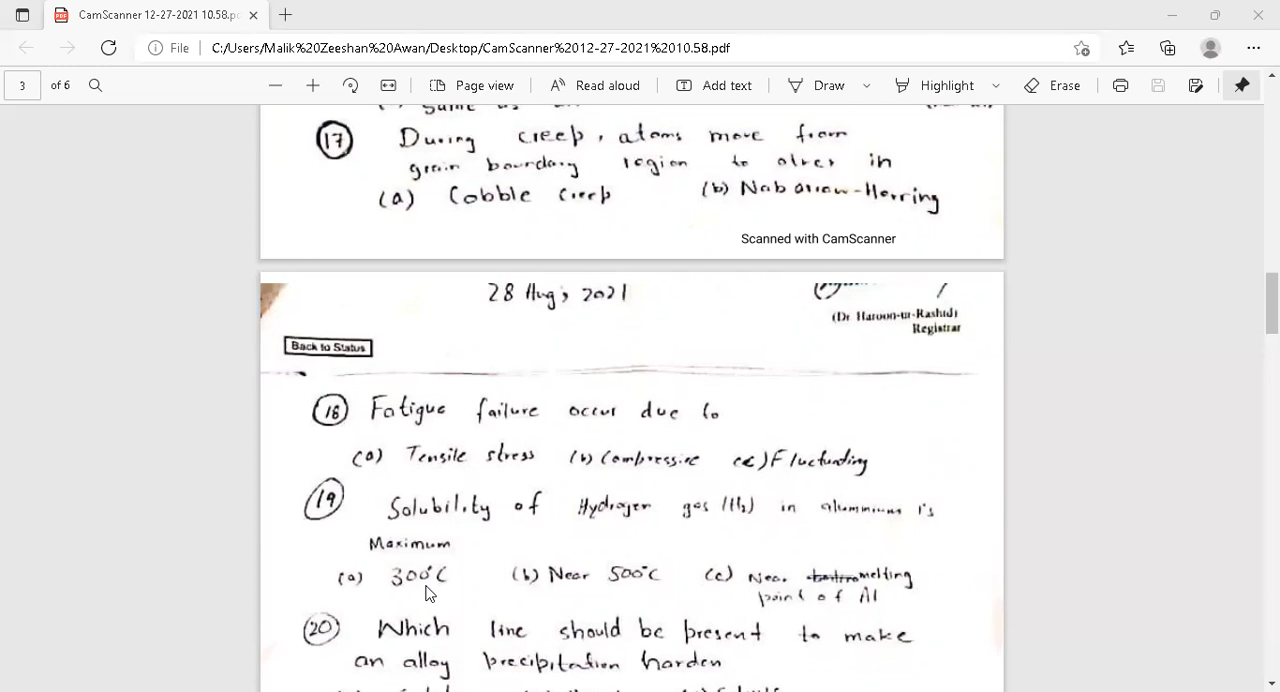 CamScanner 12-27-2021 10.58.p
File C:/Users/Malik%20Zeeshan%20Awan/Desktop/CamScanner%2012-27-2021%2010.58.pdf
3 of 6 Page view Read aloud Add text Draw Highlight Erase
same as
17 During creep, atoms move from
grain boundary region to other in
(a) Cobble creep (b) Nabarrow-Herring
Scanned with CamScanner
28 Aug, 2021
(Dr Haroon-ur-Rashid)
Registrar
Back to Status
18 Fatigue failure occur due to
(a) Tensile stress (b) Compressive (c) Fluctuating
19 Solubility of Hydrogen gas (H₂) in aluminium is
Maximum
(a) 300°C (b) Near 500°C (c) Near melting
point of Al
20 Which line should be present to make
an alloy precipitation harden